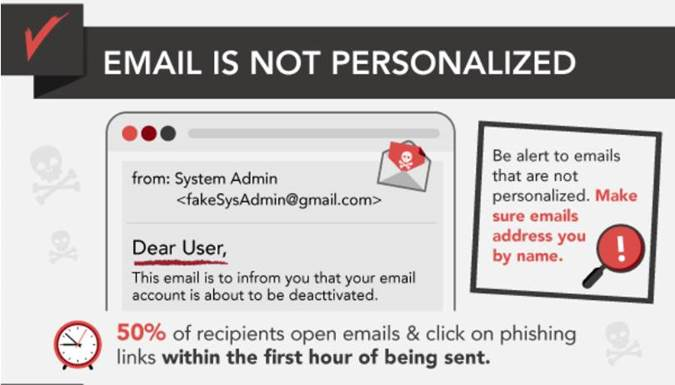 EMAIL IS NOT PERSONALIZED
from: System Admin
<fakeSysAdmin@gmail.com>
Dear User,
This email is to infrom you that your email
account is about to be deacttivated.
Be alert to emails
that are not
personalized. Make
sure emails
address you
by name.
!
50% of recipients open emails & click on phishing
links within the first hour of being sent.